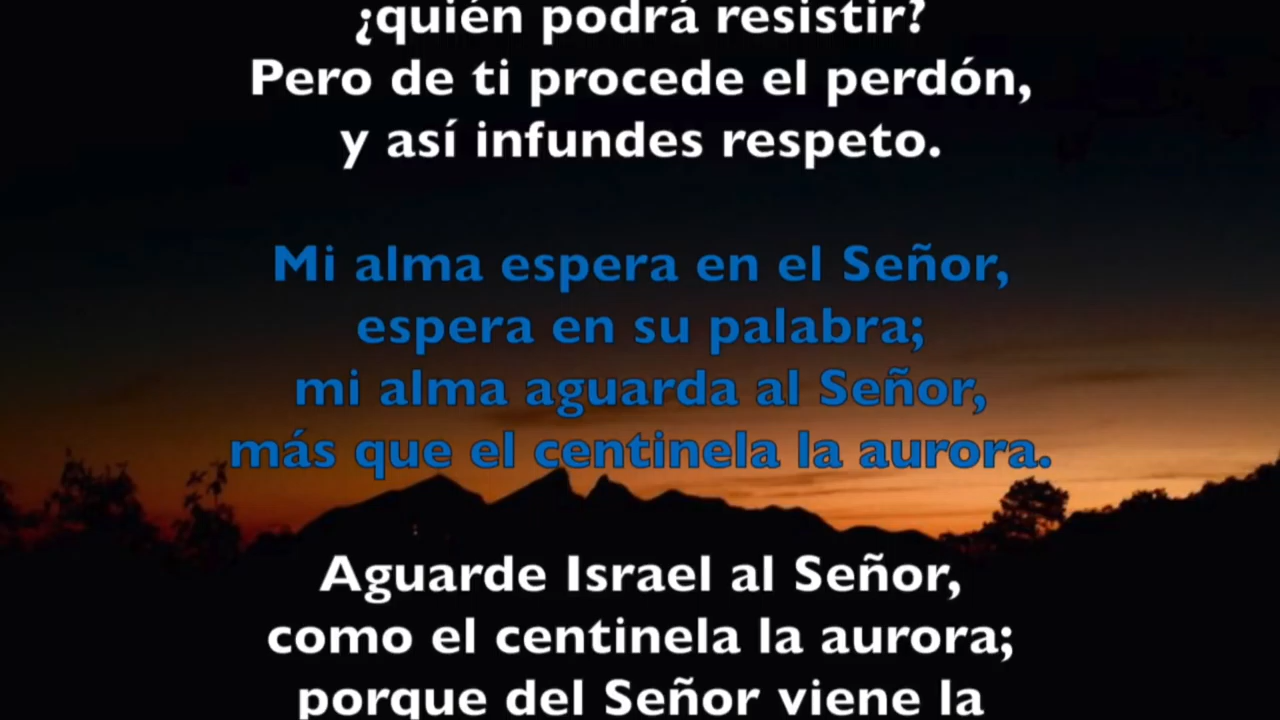 ¿quién podrá resistir?
Pero de ti procede el perdón,
y así infundes respeto.
Mi alma espera en el Señor,
espera en su palabra;
mi alma aguarda al Señor,
más que el centinela la aurora.
Aguarde Israel al Señor,
como el centinela la aurora;
porque del Señor viene la